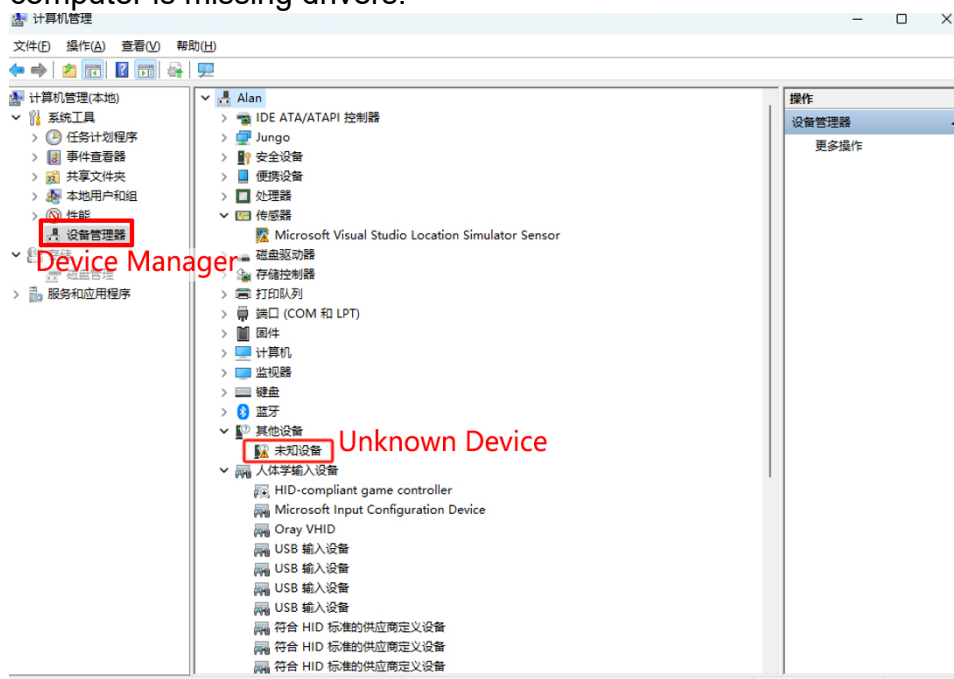 computer is missing drivers.
计算机管理
文件(F) 操作(A) 查看(V) 帮助(H)
计算机管理(本地)
系统工具
任务计划程序
事件查看器
共享文件夹
本地用户和组
性能
设备管理器
Device Manager
存储
磁盘管理
服务和应用程序
Alan
IDE ATA/ATAPI 控制器
Jungo
安全设备
便携设备
处理器
传感器
Microsoft Visual Studio Location Simulator Sensor
磁盘驱动器
存储控制器
打印队列
端口 (COM 和 LPT)
固件
计算机
监视器
键盘
蓝牙
其他设备
未知设备
Unknown Device
人体学输入设备
HID-compliant game controller
Microsoft Input Configuration Device
Oray VHID
USB 输入设备
USB 输入设备
USB 输入设备
USB 输入设备
符合 HID 标准的供应商定义设备
符合 HID 标准的供应商定义设备
符合 HID 标准的供应商定义设备
操作
设备管理器
更多操作